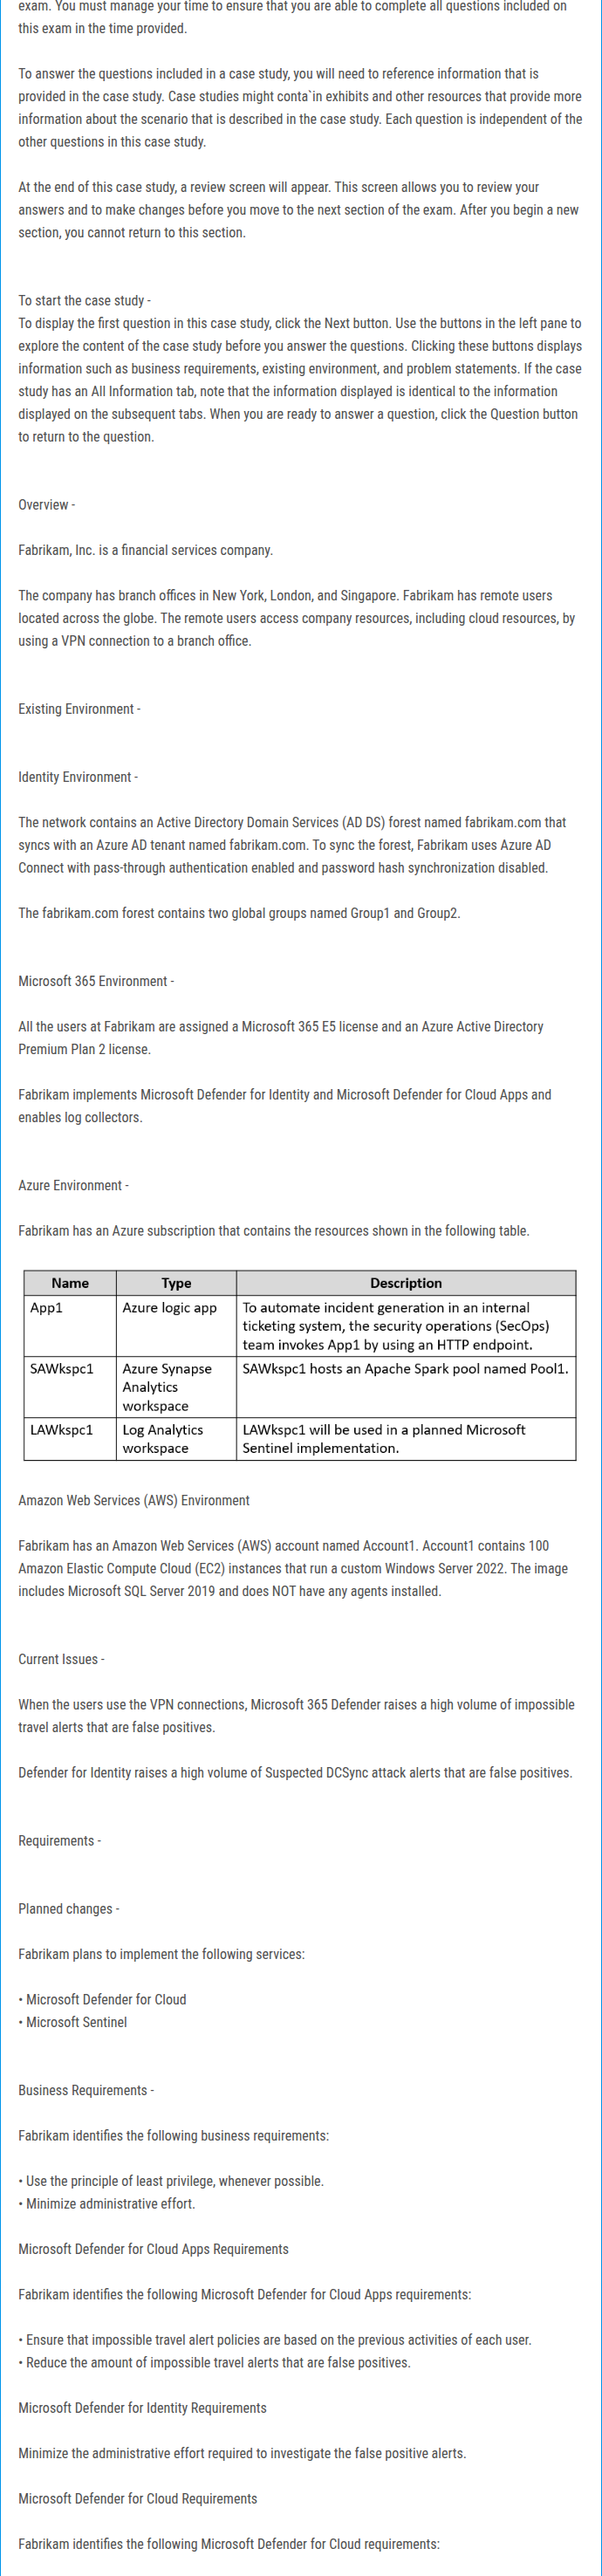 exam. You must manage your time to ensure that you are able to complete all questions included on
this exam in the time provided.
To answer the questions included in a case study, you will need to reference information that is
provided in the case study. Case studies might conta`in exhibits and other resources that provide more
information about the scenario that is described in the case study. Each question is independent of the
other questions in this case study.
At the end of this case study, a review screen will appear. This screen allows you to review your
answers and to make changes before you move to the next section of the exam. After you begin a new
section, you cannot return to this section.
To start the case study -
To display the first question in this case study, click the Next button. Use the buttons in the left pane to
explore the content of the case study before you answer the questions. Clicking these buttons displays
information such as business requirements, existing environment, and problem statements. If the case
study has an All Information tab, note that the information displayed is identical to the information
displayed on the subsequent tabs. When you are ready to answer a question, click the Question button
to return to the question.
Overview -
Fabrikam, Inc. is a financial services company.
The company has branch offices in New York, London, and Singapore. Fabrikam has remote users
located across the globe. The remote users access company resources, including cloud resources, by
using a VPN connection to a branch office.
Existing Environment -
Identity Environment -
The network contains an Active Directory Domain Services (AD DS) forest named fabrikam.com that
syncs with an Azure AD tenant named fabrikam.com. To sync the forest, Fabrikam uses Azure AD
Connect with pass-through authentication enabled and password hash synchronization disabled.
The fabrikam.com forest contains two global groups named Group1 and Group2.
Microsoft 365 Environment -
All the users at Fabrikam are assigned a Microsoft 365 E5 license and an Azure Active Directory
Premium Plan 2 license.
Fabrikam implements Microsoft Defender for Identity and Microsoft Defender for Cloud Apps and
enables log collectors.
Azure Environment -
Fabrikam has an Azure subscription that contains the resources shown in the following table.
Name Type Description
App1 Azure logic app To automate incident generation in an internal
ticketing system, the security operations (SecOps)
team invokes App1 by using an HTTP endpoint.
SAWkspc1 Azure Synapse SAWkspc1 hosts an Apache Spark pool named Pool1.
Analytics
workspace
LAWkspc1 Log Analytics LAWkspc1 will be used in a planned Microsoft
workspace Sentinel implementation.
Amazon Web Services (AWS) Environment
Fabrikam has an Amazon Web Services (AWS) account named Account1. Account1 contains 100
Amazon Elastic Compute Cloud (EC2) instances that run a custom Windows Server 2022. The image
includes Microsoft SQL Server 2019 and does NOT have any agents installed.
Current Issues -
When the users use the VPN connections, Microsoft 365 Defender raises a high volume of impossible
travel alerts that are false positives.
Defender for Identity raises a high volume of Suspected DCSync attack alerts that are false positives.
Requirements -
Planned changes -
Fabrikam plans to implement the following services:
• Microsoft Defender for Cloud
• Microsoft Sentinel
Business Requirements -
Fabrikam identifies the following business requirements:
• Use the principle of least privilege, whenever possible.
• Minimize administrative effort.
Microsoft Defender for Cloud Apps Requirements
Fabrikam identifies the following Microsoft Defender for Cloud Apps requirements:
• Ensure that impossible travel alert policies are based on the previous activities of each user.
• Reduce the amount of impossible travel alerts that are false positives.
Microsoft Defender for Identity Requirements
Minimize the administrative effort required to investigate the false positive alerts.
Microsoft Defender for Cloud Requirements
Fabrikam identifies the following Microsoft Defender for Cloud requirements: